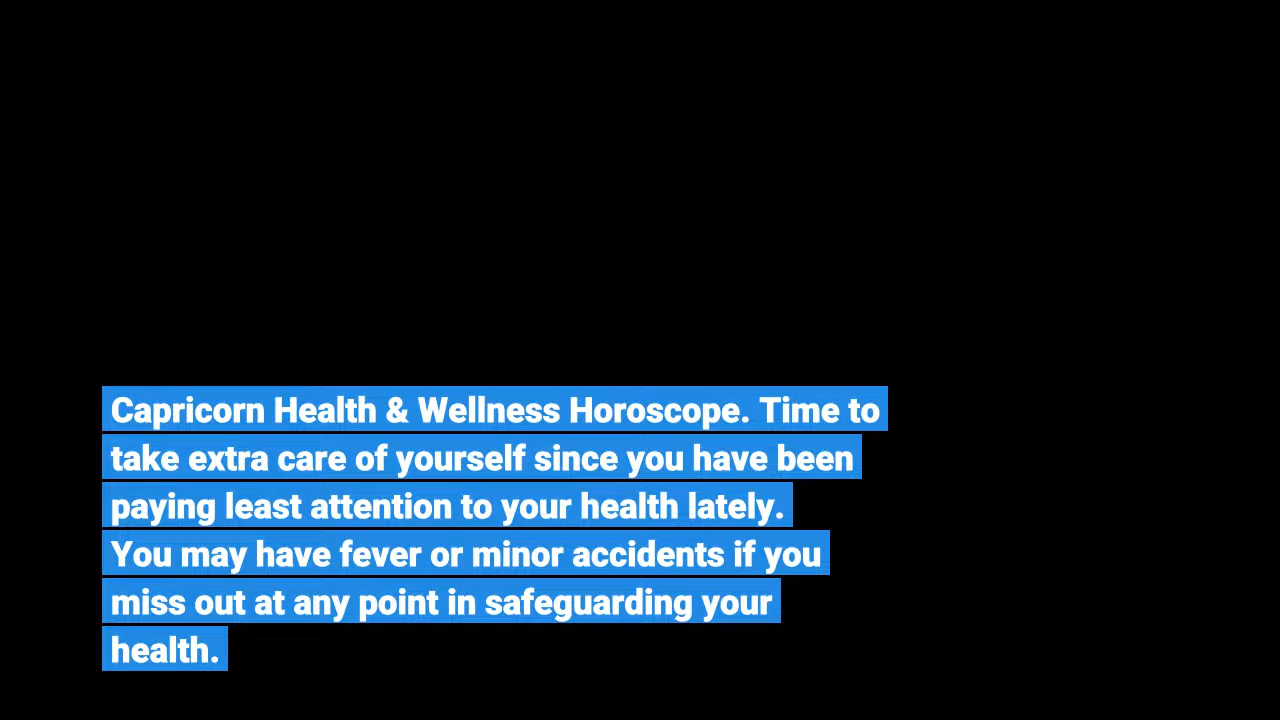 Capricorn Health & Wellness Horoscope. Time to
take extra care of yourself since you have been
paying least attention to your health lately.
You may have fever or minor accidents if you
miss out at any point in safeguarding your
health.